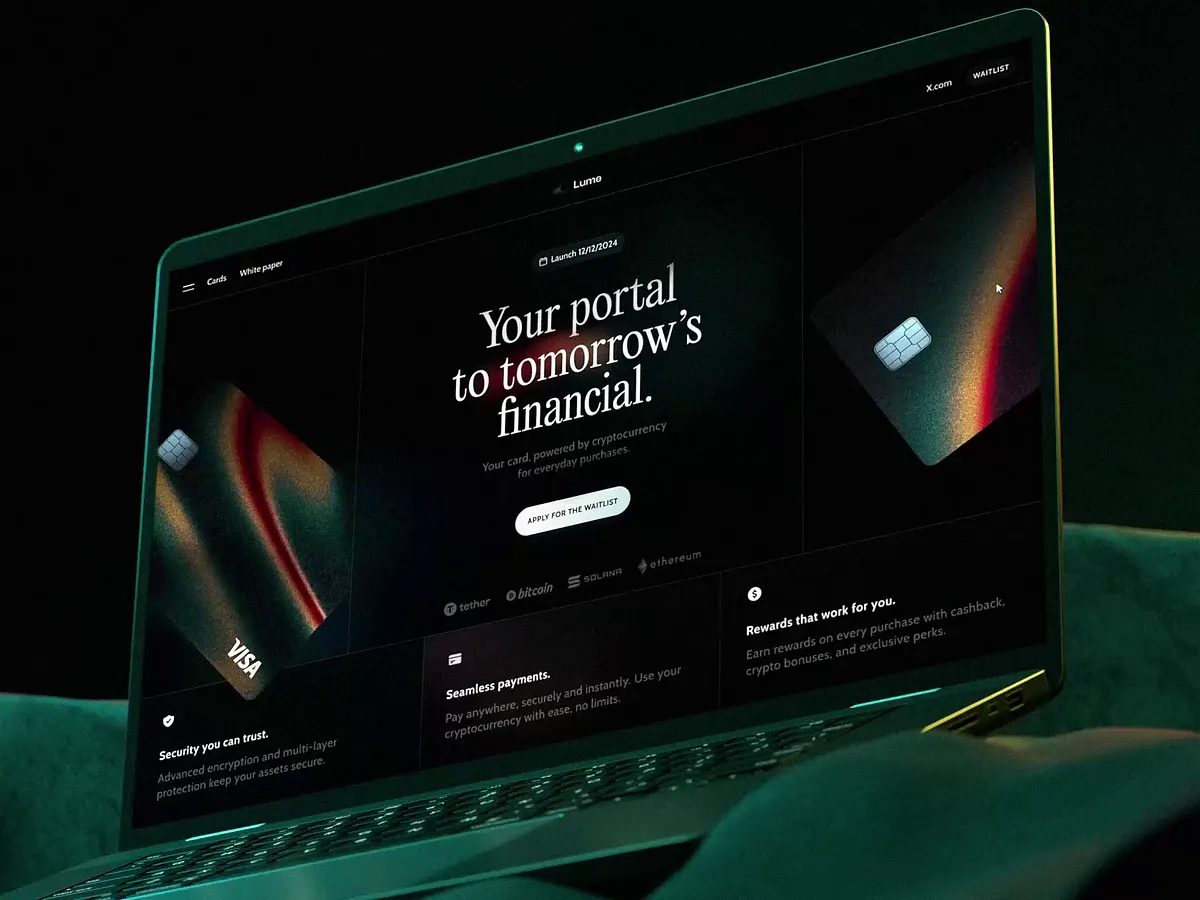 X.com
WAITLIST
Lume
Cards
White paper
Launch 12/12/2024
Your portal
to tomorrow's
financial.
Your card, powered by cryptocurrency
for everyday purchases.
APPLY FOR THE WAITLIST
tether
bitcoin
SOLANA
ethereum
VISA
Security you can trust.
Advanced encryption and multi-layer
protection keep your assets secure.
Seamless payments.
Pay anywhere, securely and instantly. Use your
cryptocurrency with ease, no limits.
Rewards that work for you.
Earn rewards on every purchase with cashback,
crypto bonuses, and exclusive perks.